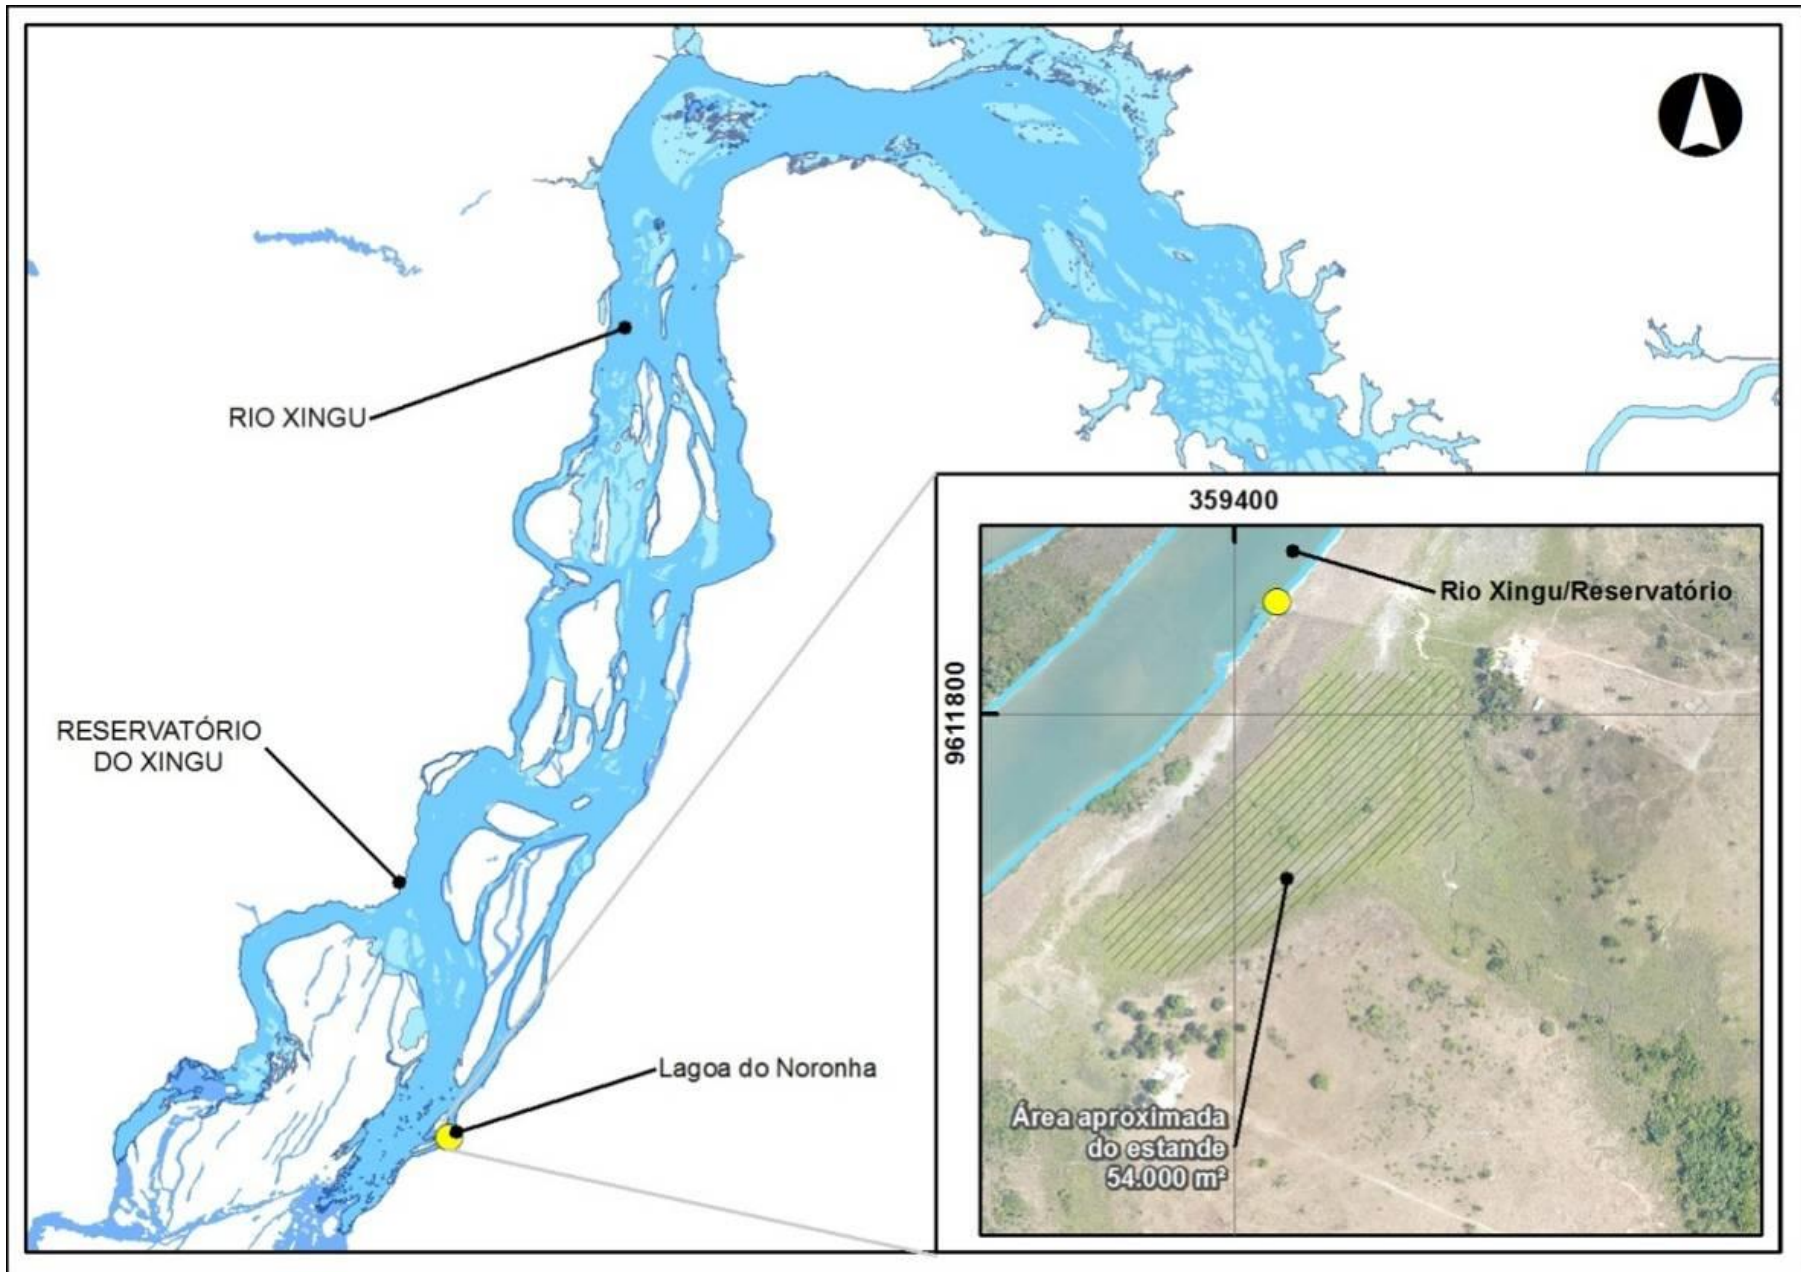 RIO XINGU
359400
Rio Xingu/Reservatório
9611800
RESERVATÓRIO
DO XINGU
Lagoa do Noronha
Área aproximada
do estande
54.000 m²